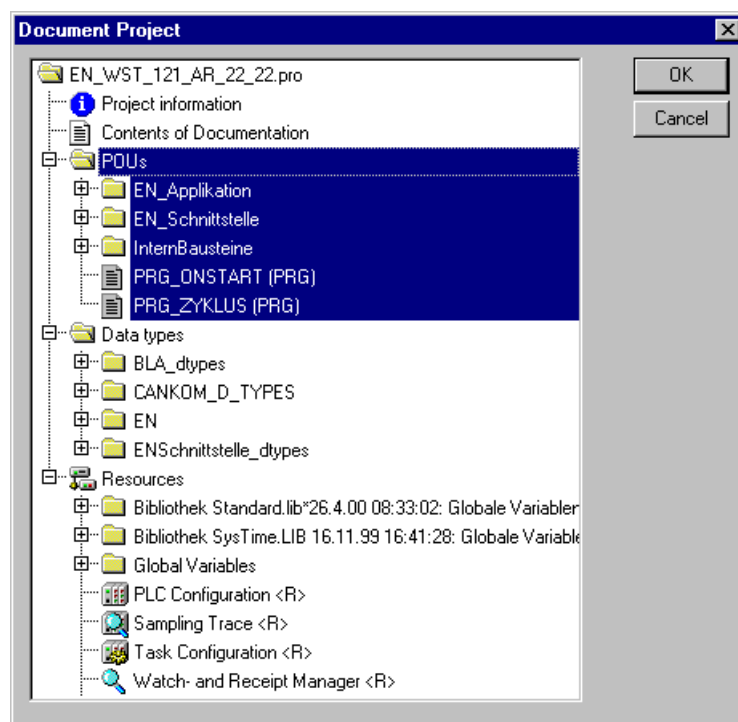 Document Project
EN_WST_121_AR_22_22.pro
OK
Project information
Cancel
Contents of Documentation
POUs
EN_Applikation
EN_Schnittstelle
InternBausteine
PRG_ONSTART (PRG)
PRG_ZYKLUS (PRG)
Data types
BLA_dtypes
CANKOM_D_TYPES
EN
ENSchnittstelle_dtypes
Resources
Bibliothek Standard.lib*26.4.00 08:33:02: Globale Variablen
Bibliothek SysTime.LIB 16.11.99 16:41:28: Globale Variable
Global Variables
PLC Configuration <R>
Sampling Trace <R>
Task Configuration <R>
Watch- and Receipt Manager <R>